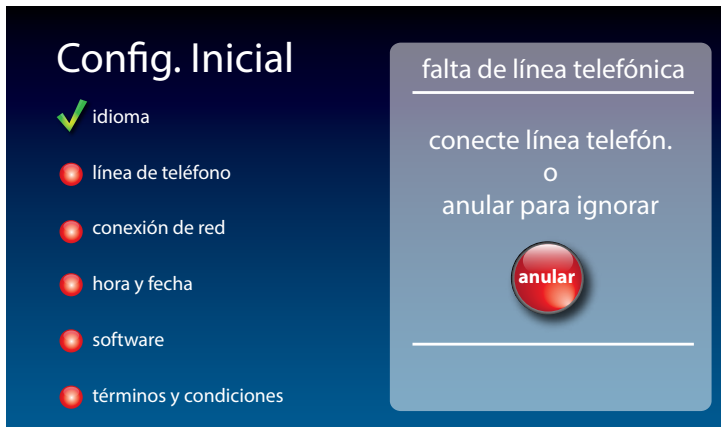 Config. Inicial
idioma
línea de teléfono
conexión de red
hora y fecha
software
términos y condiciones
falta de línea telefónica
conecte línea telefón.
o
anular para ignorar
anular